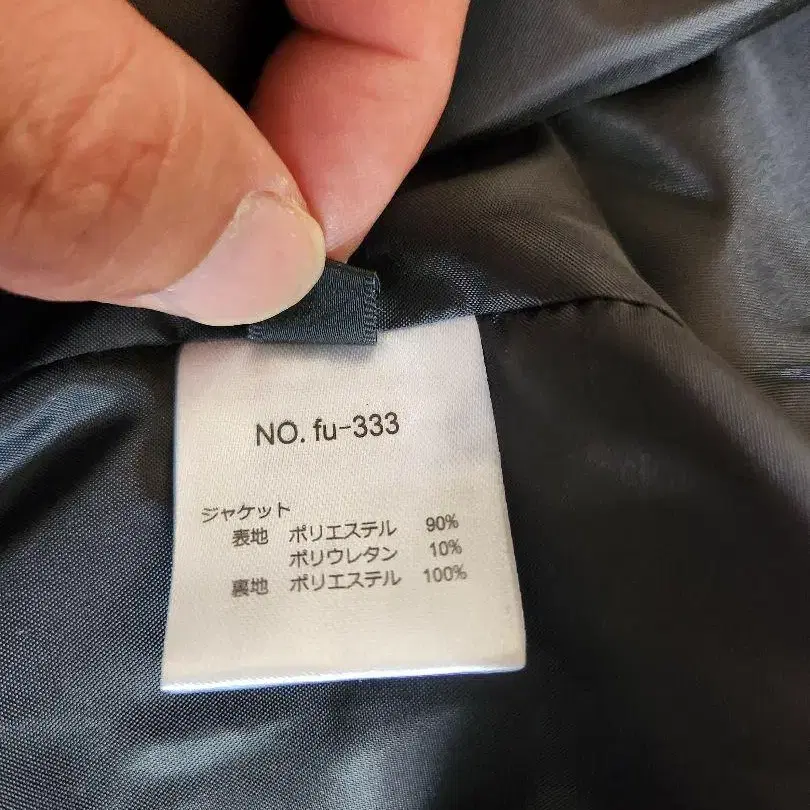 NO. fu-333
ジャケット
表地 ポリエステル 90%
ポリウレタン 10%
裏地 ポリエステル 100%